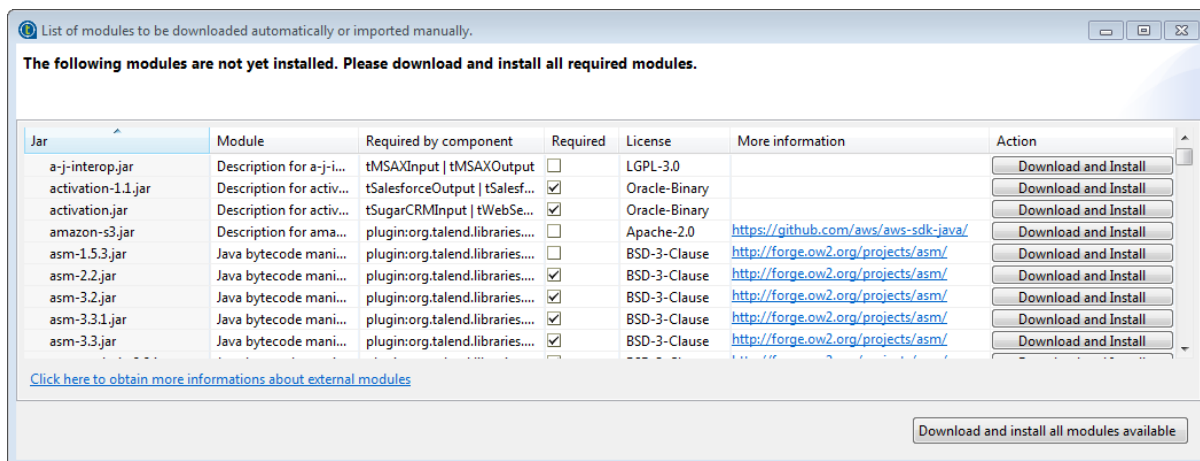 List of modules to be downloaded automatically or imported manually.
The following modules are not yet installed. Please download and install all required modules.
Jar Module Required by component Required License More information Action
a-j-interop.jar Description for a-j-i... tMSAXInput | tMSAXOutput LGPL-3.0 Download and Install
activation-1.1.jar Description for activ... tSalesforceOutput | tSalesf... Oracle-Binary Download and Install
activation.jar Description for activ... tSugarCRMInput | tWebSe... Oracle-Binary Download and Install
amazon-s3.jar Description for ama... plugin:org.talend.libraries.... Apache-2.0 https://github.com/aws/aws-sdk-java/ Download and Install
asm-1.5.3.jar Java bytecode mani... plugin:org.talend.libraries.... BSD-3-Clause http://forge.ow2.org/projects/asm/ Download and Install
asm-2.2.jar Java bytecode mani... plugin:org.talend.libraries.... BSD-3-Clause http://forge.ow2.org/projects/asm/ Download and Install
asm-3.2.jar Java bytecode mani... plugin:org.talend.libraries.... BSD-3-Clause http://forge.ow2.org/projects/asm/ Download and Install
asm-3.3.1.jar Java bytecode mani... plugin:org.talend.libraries.... BSD-3-Clause http://forge.ow2.org/projects/asm/ Download and Install
asm-3.3.jar Java bytecode mani... plugin:org.talend.libraries.... BSD-3-Clause http://forge.ow2.org/projects/asm/ Download and Install
Click here to obtain more informations about external modules
Download and install all modules available